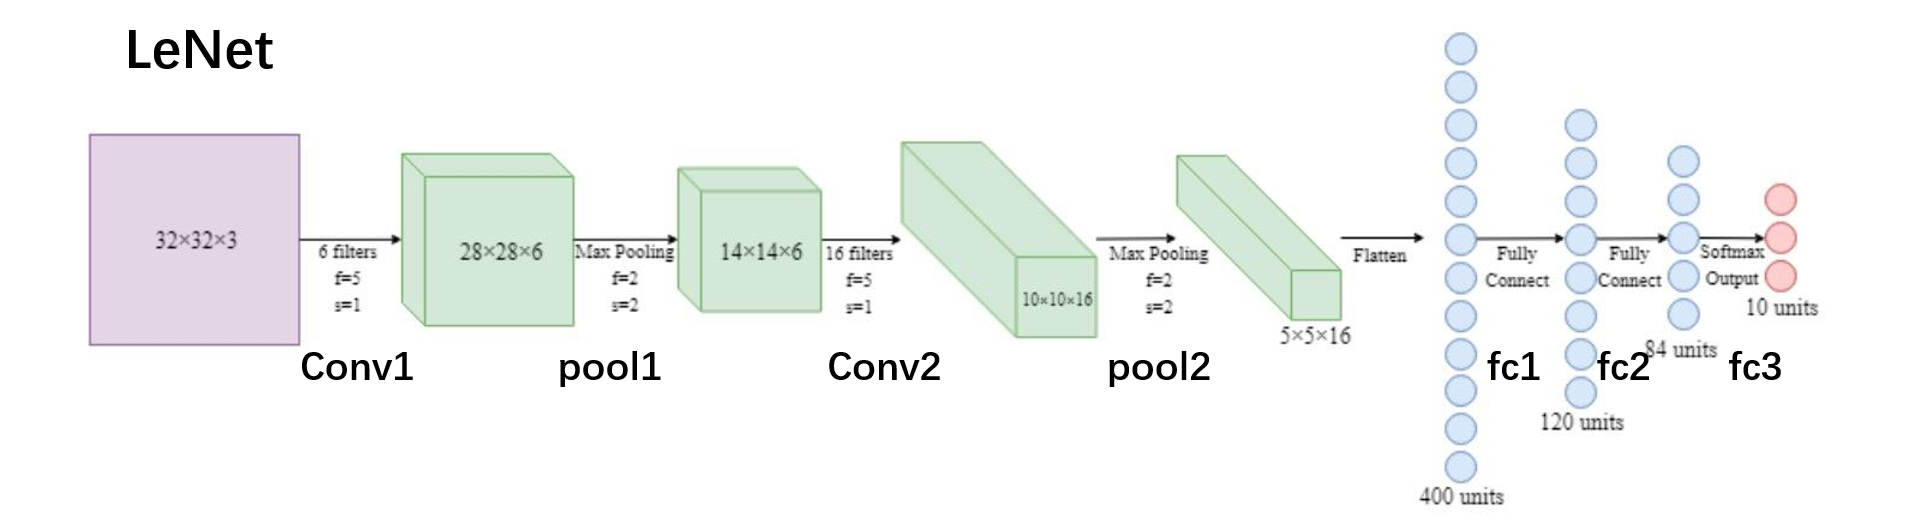 LeNet
32×32×3
6 filters
f=5
s=1
Conv1
28×28×6
Max Pooling
f=2
s=2
pool1
14×14×6
16 filters
f=5
s=1
Conv2
10×10×16
Max Pooling
f=2
s=2
pool2
5×5×16
Flatten
400 units
Fully
Connect
fc1
120 units
Fully
Connect
fc2
84 units
Softmax
Output
fc3
10 units